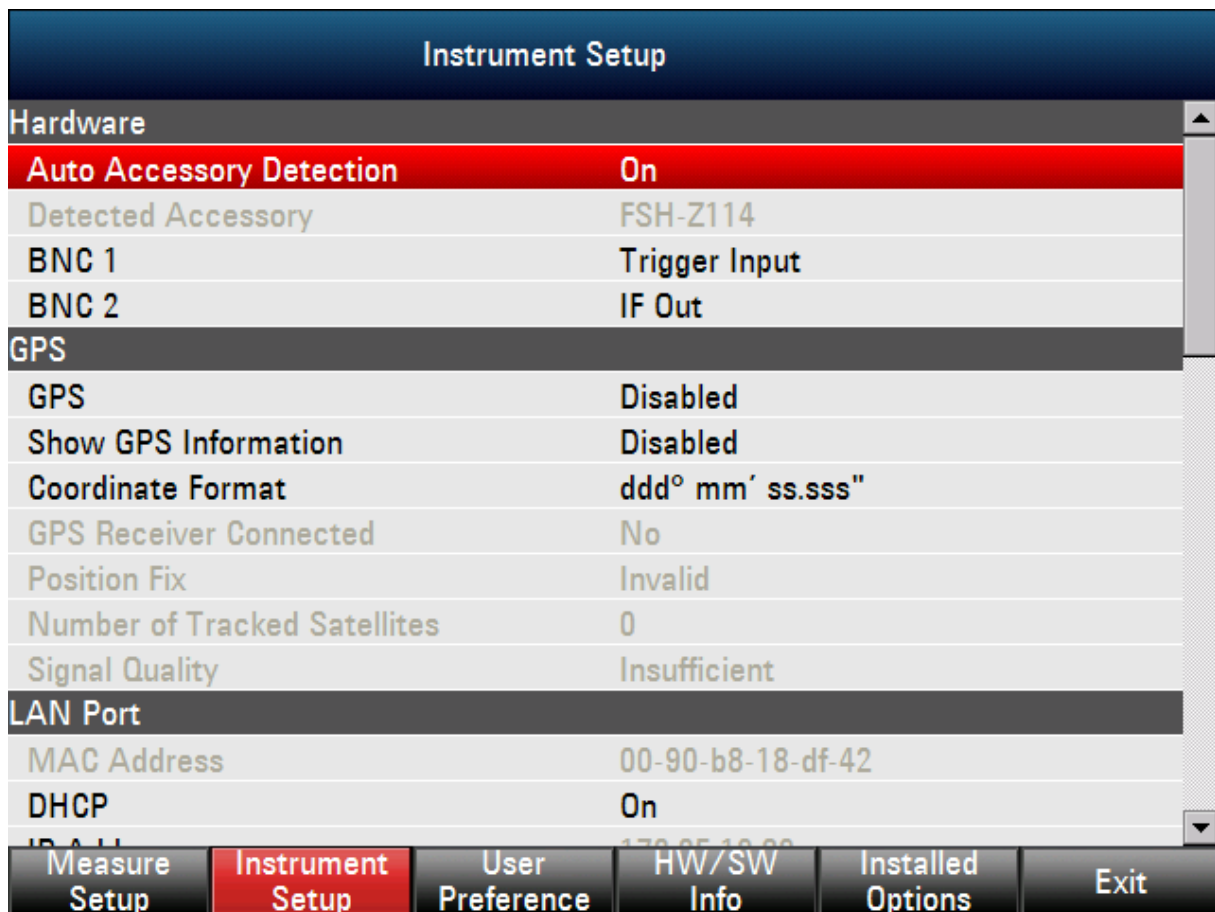 Instrument Setup
Hardware
Auto Accessory Detection On
Detected Accessory FSH-Z114
BNC 1 Trigger Input
BNC 2 IF Out
GPS
GPS Disabled
Show GPS Information Disabled
Coordinate Format ddd° mm´ ss.sss"
GPS Receiver Connected No
Position Fix Invalid
Number of Tracked Satellites 0
Signal Quality Insufficient
LAN Port
MAC Address 00-90-b8-18-df-42
DHCP On
Measure Setup
Instrument Setup
User Preference
HW/SW Info
Installed Options
Exit